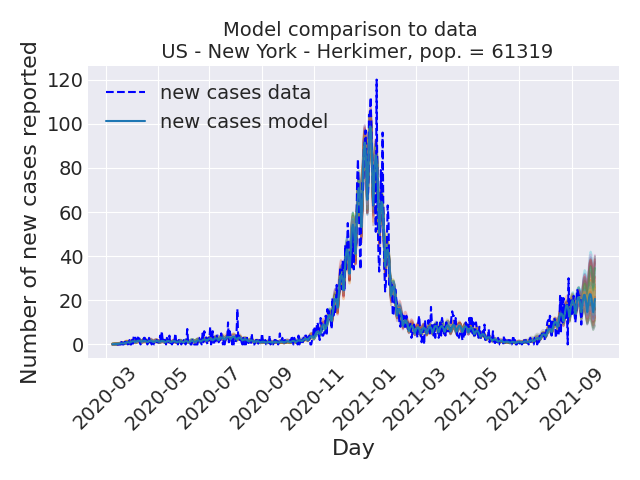 Model comparison to data
US - New York - Herkimer, pop. = 61319
Number of new cases reported
120
100
80
60
40
20
0
new cases data
new cases model
2020-03
2020-05
2020-07
2020-09
2020-11
2021-01
2021-03
2021-05
2021-07
2021-09
Day